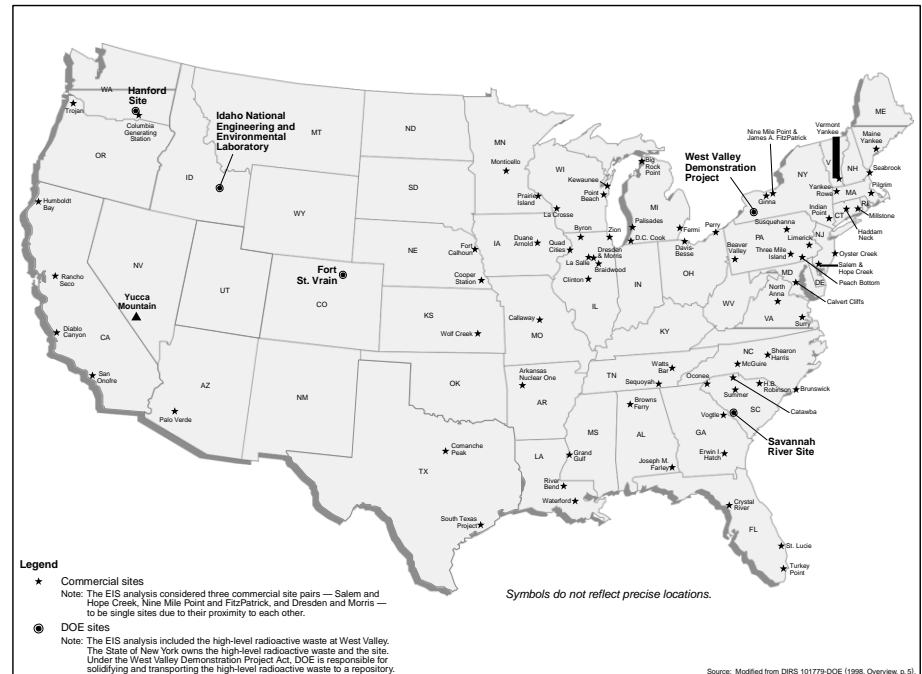 WA
Hanford
Site
Trojan
Columbia
Generating
Station
OR
Idaho National
Engineering and
Environmental
Laboratory
ID
MT
ND
SD
WY
NE
NV
UT
CO
Fort
St. Vrain
KS
Humboldt
Bay
Rancho
Seco
Diablo
Canyon
CA
San
Onofre
Yucca
Mountain
AZ
Palo Verde
NM
OK
TX
Comanche
Peak
South Texas
Project
MN
Monticello
Prairie
Island
WI
Kewaunee
Point
Beach
La Crosse
Big
Rock
Point
MI
Palisades
D.C. Cook
Fermi
Davis-
Besse
Perry
IA
Duane
Arnold
Fort
Calhoun
Cooper
Station
Quad
Cities
Byron
Zion
Dresden
& Morris
La Salle
Braidwood
Clinton
IL
IN
OH
Wolf Creek
Callaway
MO
KY
WV
Arkansas
Nuclear One
AR
TN
Watts
Bar
Sequoyah
Browns
Ferry
MS
AL
GA
LA
Grand
Gulf
River
Bend
Waterford
Joseph M.
Farley
Erwin I.
Hatch
Vogtle
Oconee
Summer
H.B.
Robinson
SC
Catawba
Brunswick
NC
McGuire
Shearon
Harris
Savannah
River Site
FL
Crystal
River
St. Lucie
Turkey
Point
VA
North
Anna
Surry
MD
DE
Calvert Cliffs
Peach Bottom
Salem &
Hope Creek
Oyster Creek
NJ
PA
Susquehanna
Limerick
Three Mile
Island
Beaver
Valley
West Valley
Demonstration
Project
Nine Mile Point &
James A. FitzPatrick
Ginna
NY
Indian
Point
Vermont
Yankee
V
NH
ME
Maine
Yankee
Seabrook
Yankee
Rowe
MA
Pilgrim
CT
RI
Millstone
Haddam
Neck
Legend
Commercial sites
Note: The EIS analysis considered three commercial site pairs — Salem and
Hope Creek, Nine Mile Point and FitzPatrick, and Dresden and Morris —
to be single sites due to their proximity to each other.
DOE sites
Note: The EIS analysis included the high-level radioactive waste at West Valley.
The State of New York owns the high-level radioactive waste and the site.
Under the West Valley Demonstration Project Act, DOE is responsible for
solidifying and transporting the high-level radioactive waste to a repository.
Symbols do not reflect precise locations.
Source: Modified from DIRS 101779-DOE (1998, Overview, p. 5).